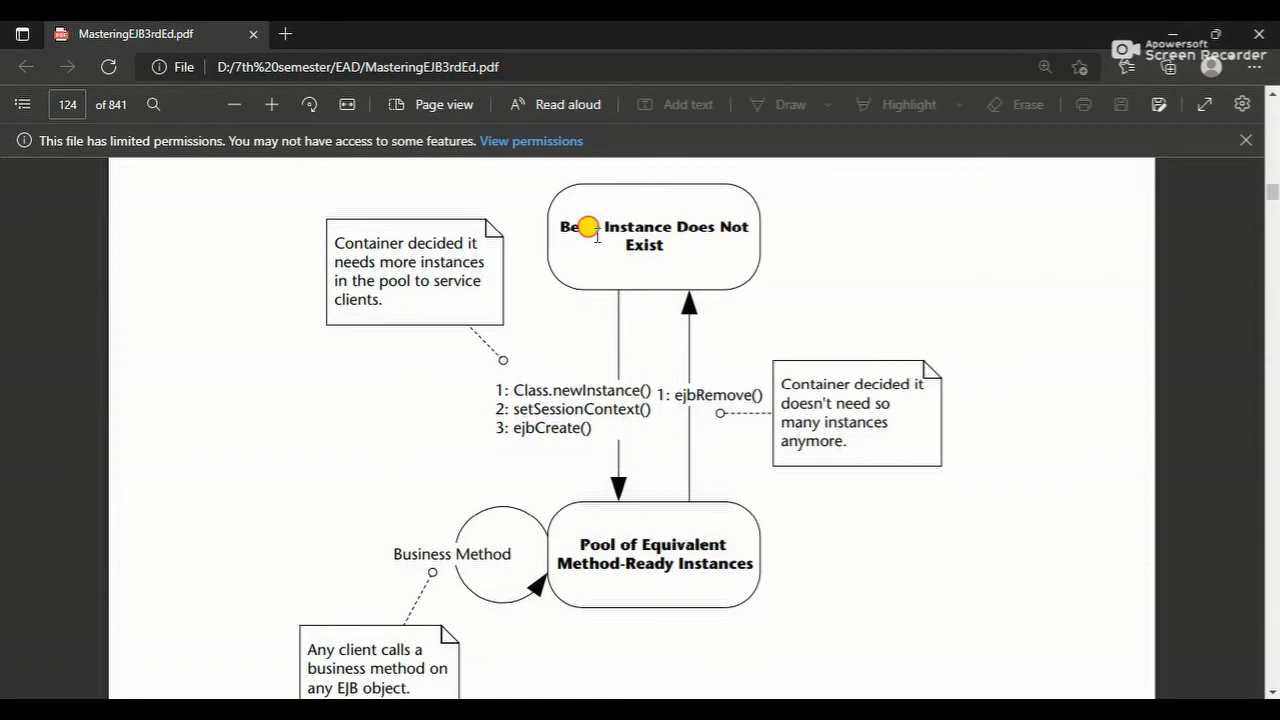 MasteringEJB3rdEd.pdf
File D:/7th%20semester/EAD/MasteringEJB3rdEd.pdf
Apowersoft
Screen Recorder
124 of 841 Page view Read aloud Add text Draw Highlight Erase
This file has limited permissions. You may not have access to some features. View permissions
Be Instance Does Not
Exist
Container decided it
needs more instances
in the pool to service
clients.
1: Class.newInstance()
2: setSessionContext()
3: ejbCreate()
1: ejbRemove()
Container decided it
doesn't need so
many instances
anymore.
Pool of Equivalent
Method-Ready Instances
Business Method
Any client calls a
business method on
any EJB object.